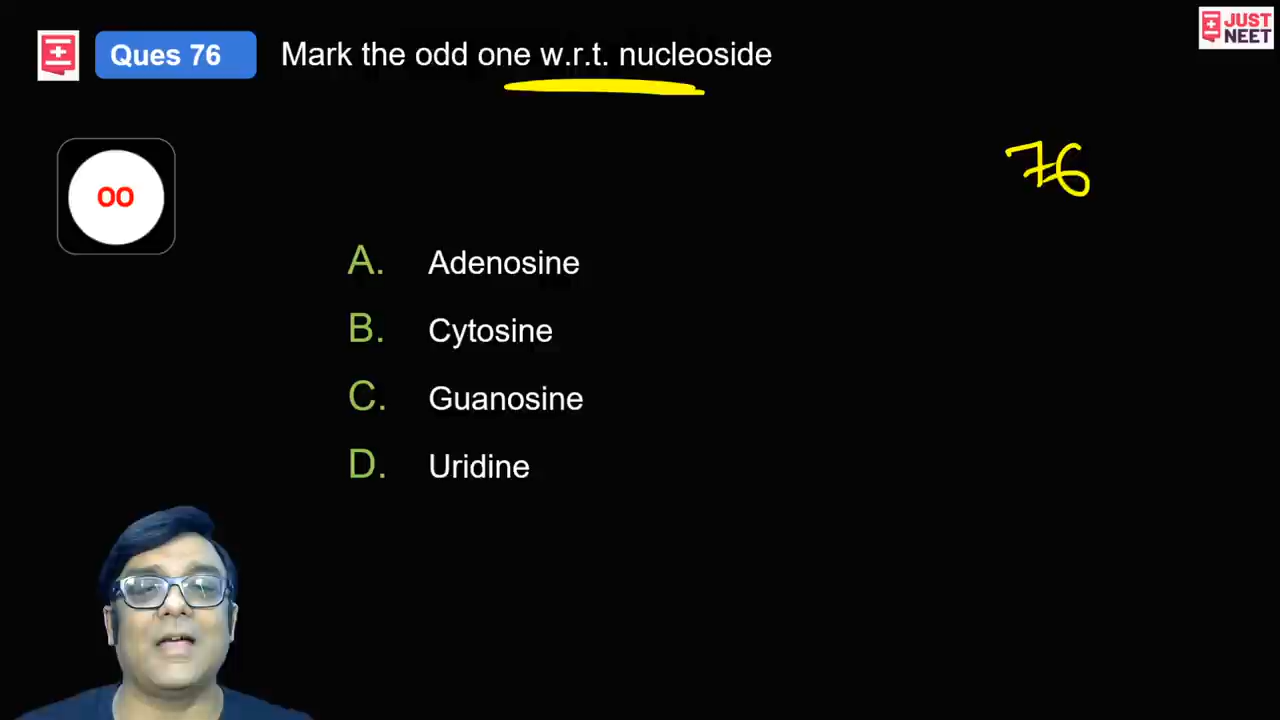 JUST
NEET
Ques 76 Mark the odd one w.r.t. nucleoside
76
00
A. Adenosine
B. Cytosine
C. Guanosine
D. Uridine